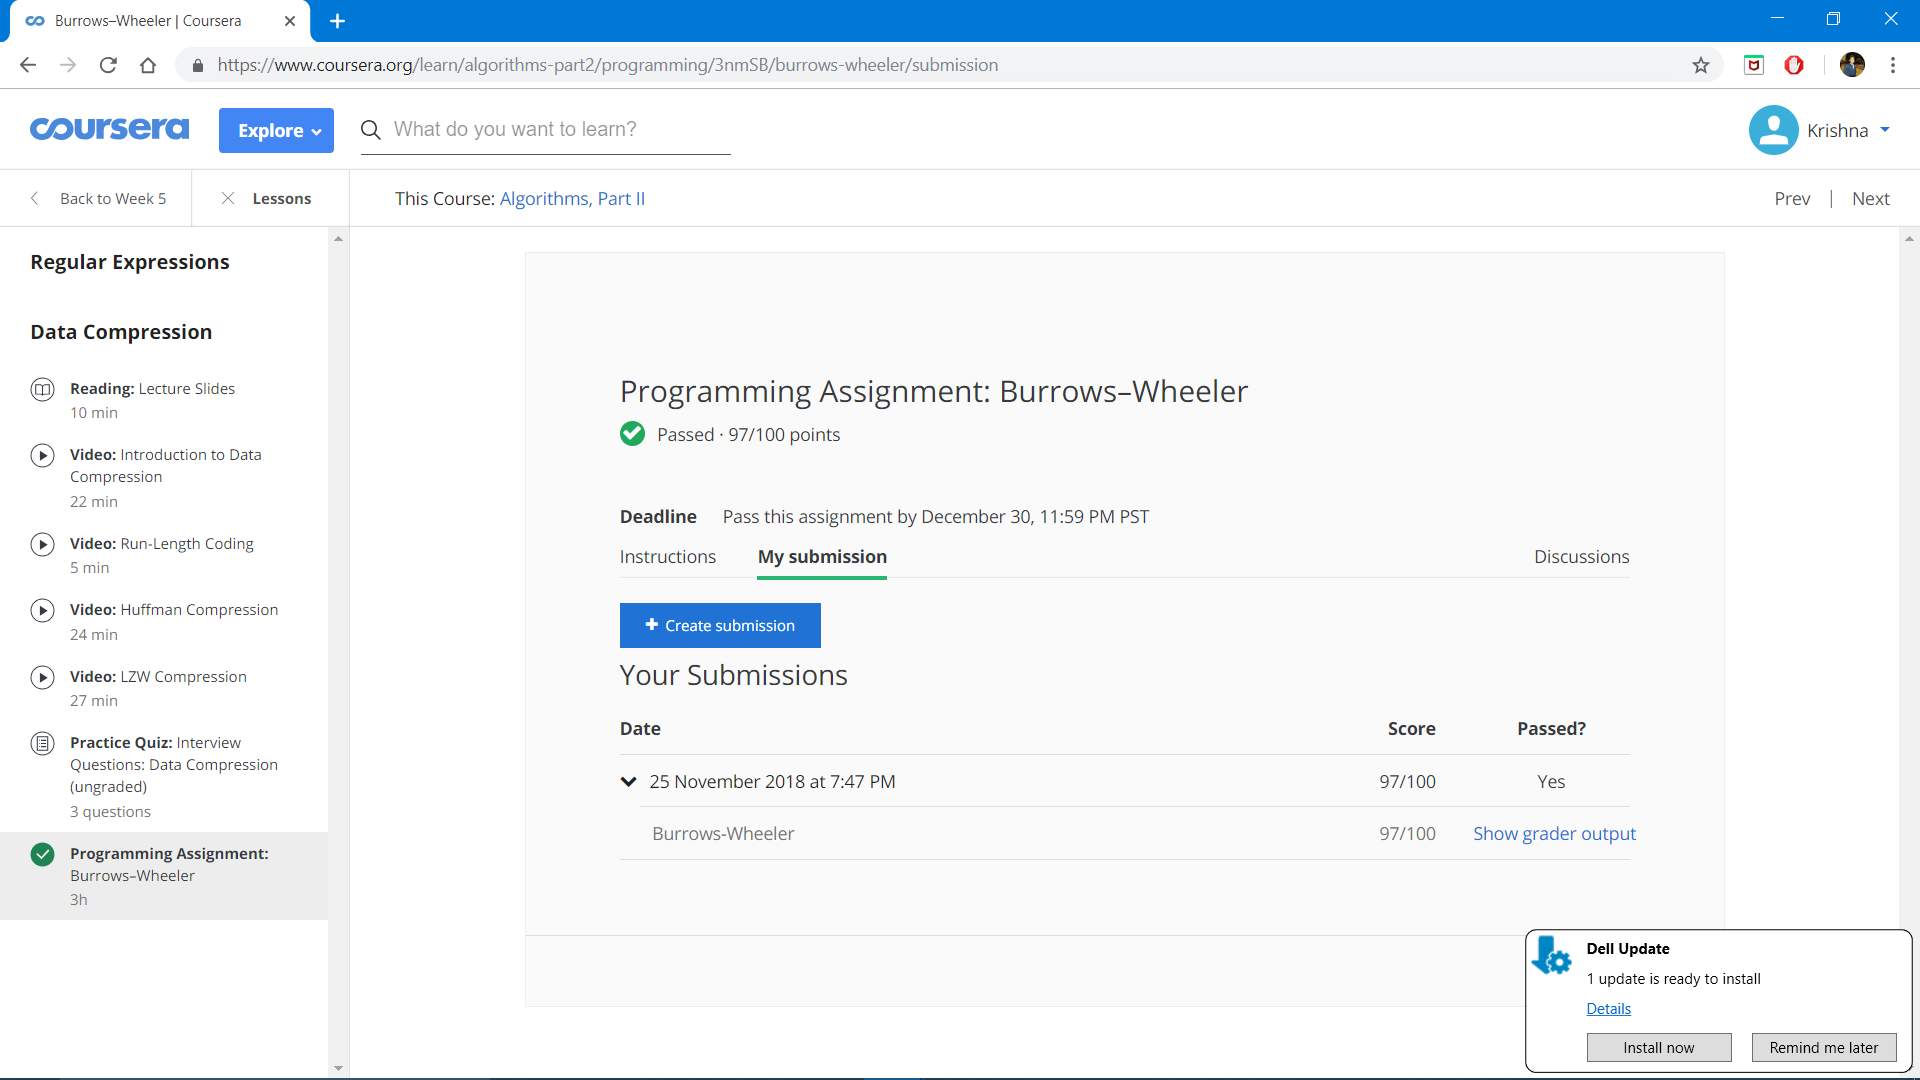 Burrows–Wheeler | Coursera
https://www.coursera.org/learn/algorithms-part2/programming/3nmSB/burrows-wheeler/submission
coursera
Explore
What do you want to learn?
Krishna
Back to Week 5
Lessons
This Course: Algorithms, Part II
Prev | Next
Regular Expressions
Data Compression
Reading: Lecture Slides
10 min
Video: Introduction to Data
Compression
22 min
Video: Run-Length Coding
5 min
Video: Huffman Compression
24 min
Video: LZW Compression
27 min
Practice Quiz: Interview
Questions: Data Compression
(ungraded)
3 questions
Programming Assignment:
Burrows–Wheeler
3h
Programming Assignment: Burrows–Wheeler
Passed · 97/100 points
Deadline Pass this assignment by December 30, 11:59 PM PST
Instructions My submission Discussions
+ Create submission
Your Submissions
Date Score Passed?
25 November 2018 at 7:47 PM 97/100 Yes
Burrows-Wheeler 97/100 Show grader output
Dell Update
1 update is ready to install
Details
Install now Remind me later